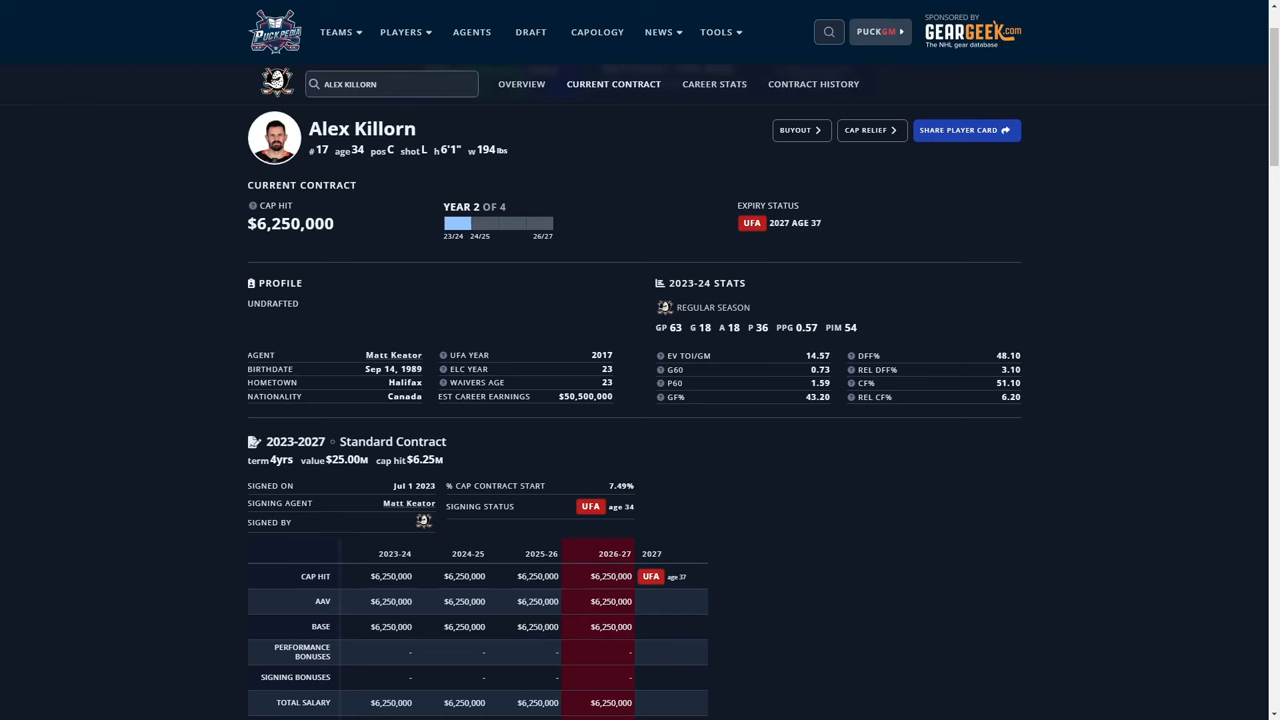 PUCKPEDIA
TEAMS PLAYERS AGENTS DRAFT CAPOLOGY NEWS TOOLS
PUCKGM
SPONSORED BY
GEARGEEK.com
The NHL gear database
ALEX KILLORN
OVERVIEW CURRENT CONTRACT CAREER STATS CONTRACT HISTORY
Alex Killorn
# 17 age 34 pos C shot L h 6'1" w 194 lbs
BUYOUT CAP RELIEF SHARE PLAYER CARD
CURRENT CONTRACT
CAP HIT
$6,250,000
YEAR 2 OF 4
23/24 24/25 26/27
EXPIRY STATUS
UFA 2027 AGE 37
PROFILE
UNDRAFTED
AGENT Matt Keator
BIRTHDATE Sep 14, 1989
HOMETOWN Halifax
NATIONALITY Canada
UFA YEAR 2017
ELC YEAR 23
WAIVERS AGE 23
EST CAREER EARNINGS $50,500,000
2023-24 STATS
REGULAR SEASON
GP 63 G 18 A 18 P 36 PPG 0.57 PIM 54
EV TOI/GM 14.57
G60 0.73
P60 1.59
GF% 43.20
DFF% 48.10
REL DFF% 3.10
CF% 51.10
REL CF% 6.20
2023-2027 ○ Standard Contract
term 4yrs value $25.00M cap hit $6.25M
SIGNED ON Jul 1 2023
SIGNING AGENT Matt Keator
SIGNED BY
% CAP CONTRACT START 7.49%
SIGNING STATUS UFA age 34
2023-24 2024-25 2025-26 2026-27 2027
CAP HIT $6,250,000 $6,250,000 $6,250,000 $6,250,000 UFA age 37
AAV $6,250,000 $6,250,000 $6,250,000 $6,250,000
BASE $6,250,000 $6,250,000 $6,250,000 $6,250,000
PERFORMANCE
BONUSES - - - -
SIGNING BONUSES - - - -
TOTAL SALARY $6,250,000 $6,250,000 $6,250,000 $6,250,000